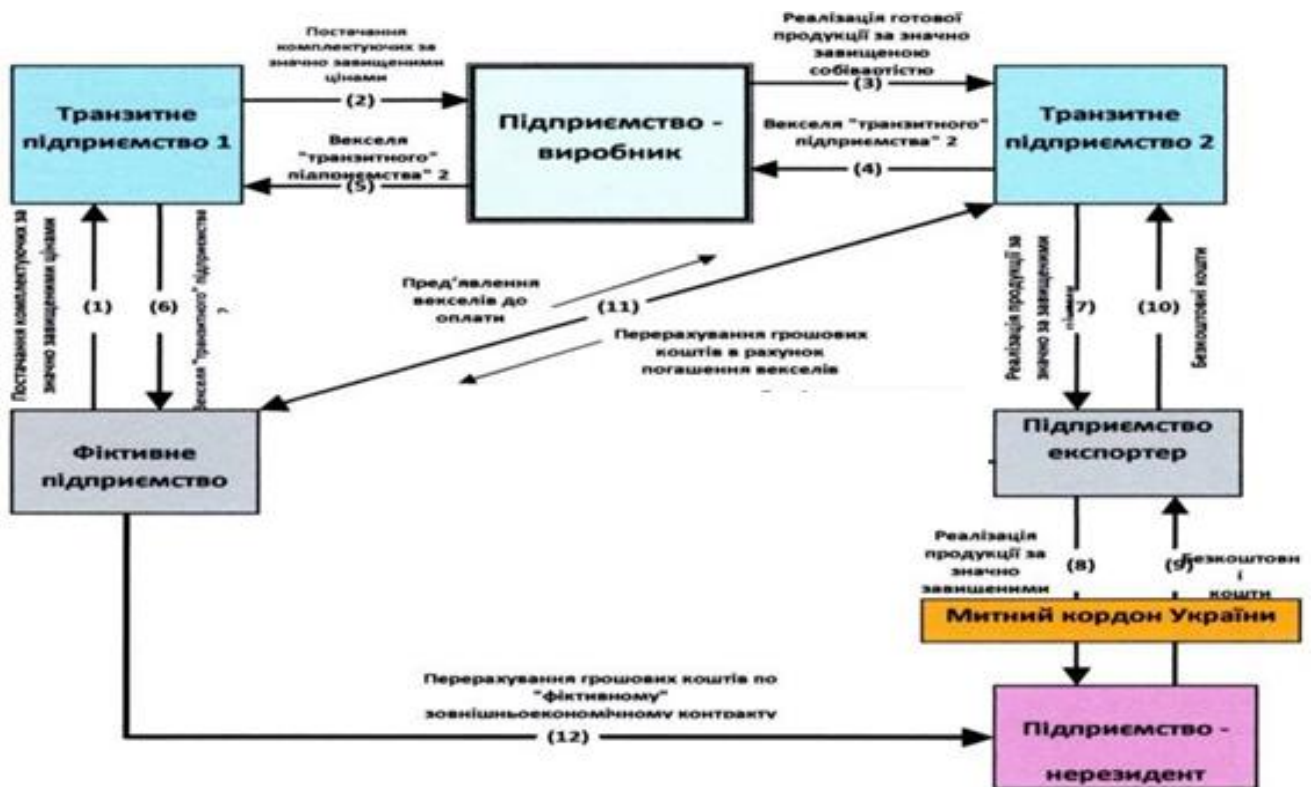 Постачання
комплектуючих за
значно завищеними
цінами
(2)
Реалізація готової
продукції за значно
завищеною
собівартістю
(3)
Транзитне
підприємство 1
Підприємство -
виробник
Транзитне
підприємство 2
Векселя
"транзитного"
2
(5)
Векселя "транзитного"
підприємства" 2
(4)
Постачання комплектуючих за
значно завищеними цінами
(1)
(6)
Векселя "транзитного" підприємства
Пред'явлення
векселів до
оплати
(11)
Перерахування грошових
коштів в рахунок
погашення векселів
Реалізація продукції за
значно за завищеними
7)
(10)
Безкоштовні кошти
Фіктивне
підприємство
Підприємство
експортер
Реалізація
продукції за
значно
завищеними
(8)
(9)
Безкоштовн
і
кошти
Митний кордон України
Перерахування грошових коштів по
"фіктивному"
зовнішньоекономічному контракту
(12)
Підприємство -
нерезидент